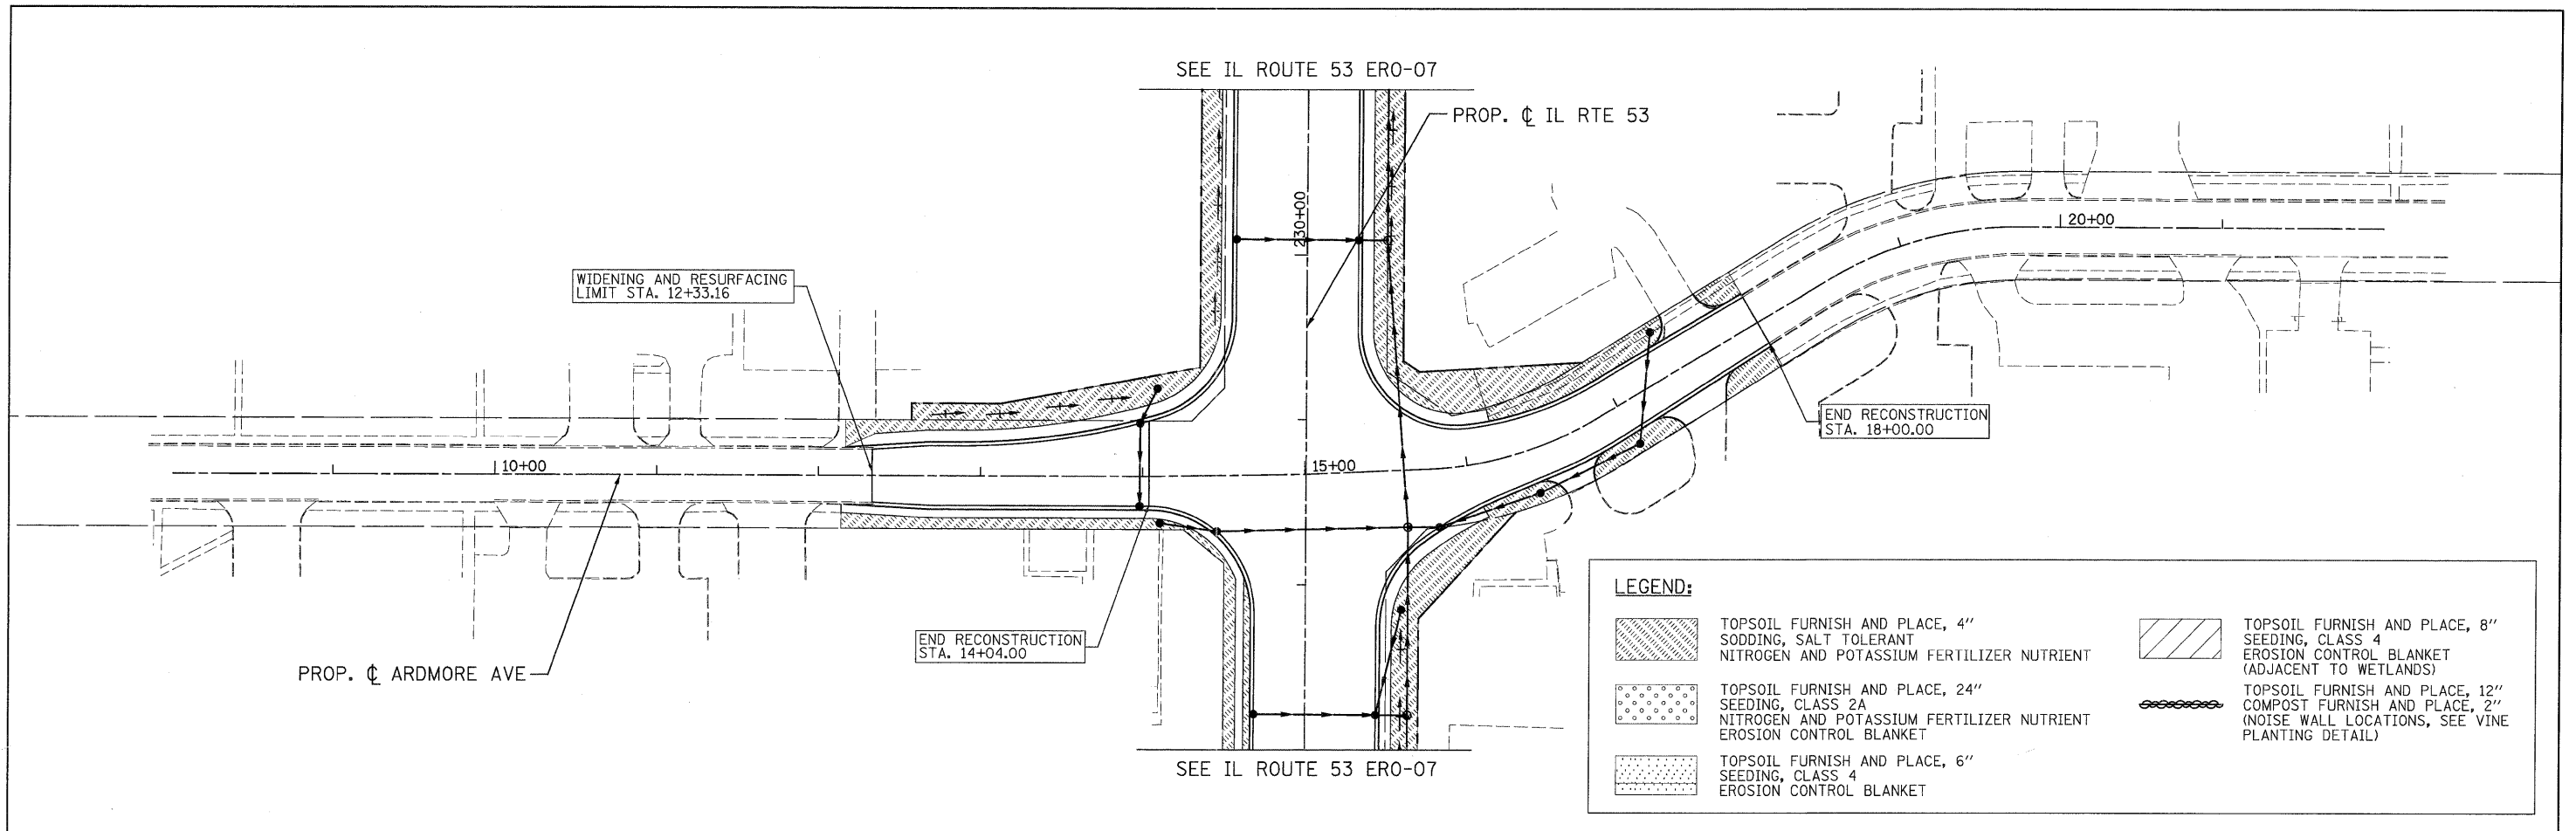 SEE IL ROUTE 53 ERO-07
PROP. ℄ IL RTE 53
230+00
20+00
WIDENING AND RESURFACING
LIMIT STA. 12+33.16
END RECONSTRUCTION
STA. 18+00.00
10+00
15+00
END RECONSTRUCTION
STA. 14+04.00
PROP. ℄ ARDMORE AVE
SEE IL ROUTE 53 ERO-07
LEGEND:
TOPSOIL FURNISH AND PLACE, 4"
SODDING, SALT TOLERANT
NITROGEN AND POTASSIUM FERTILIZER NUTRIENT
TOPSOIL FURNISH AND PLACE, 24"
SEEDING, CLASS 2A
NITROGEN AND POTASSIUM FERTILIZER NUTRIENT
EROSION CONTROL BLANKET
TOPSOIL FURNISH AND PLACE, 6"
SEEDING, CLASS 4
EROSION CONTROL BLANKET
TOPSOIL FURNISH AND PLACE, 8"
SEEDING, CLASS 4
EROSION CONTROL BLANKET
(ADJACENT TO WETLANDS)
TOPSOIL FURNISH AND PLACE, 12"
COMPOST FURNISH AND PLACE, 2"
(NOISE WALL LOCATIONS, SEE VINE
PLANTING DETAIL)